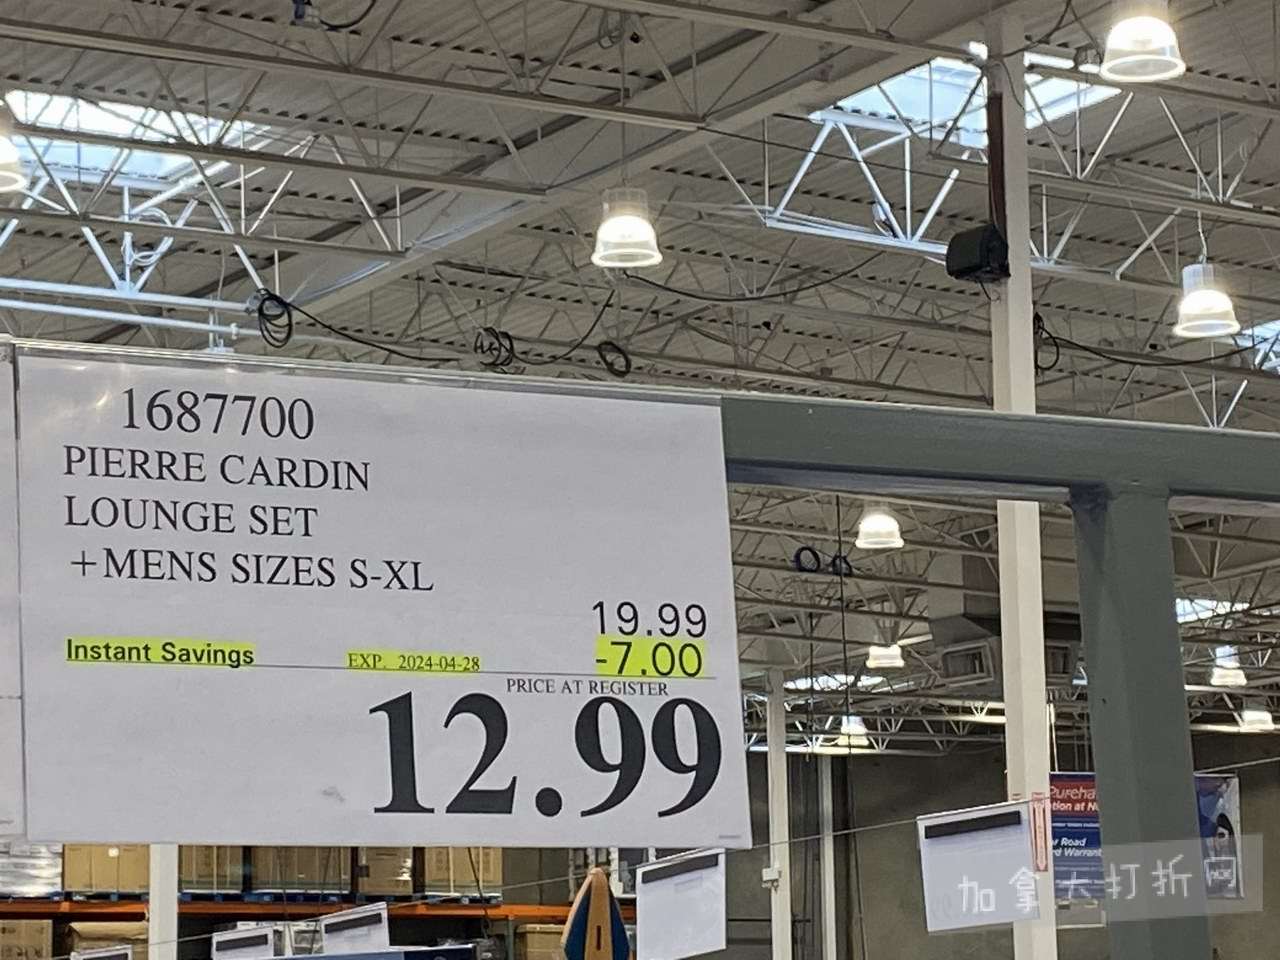 1687700
PIERRE CARDIN
LOUNGE SET
+MENS SIZES S-XL
19.99
Instant Savings EXP. 2024-04-28 -7.00
PRICE AT REGISTER
12.99
加拿大打折网